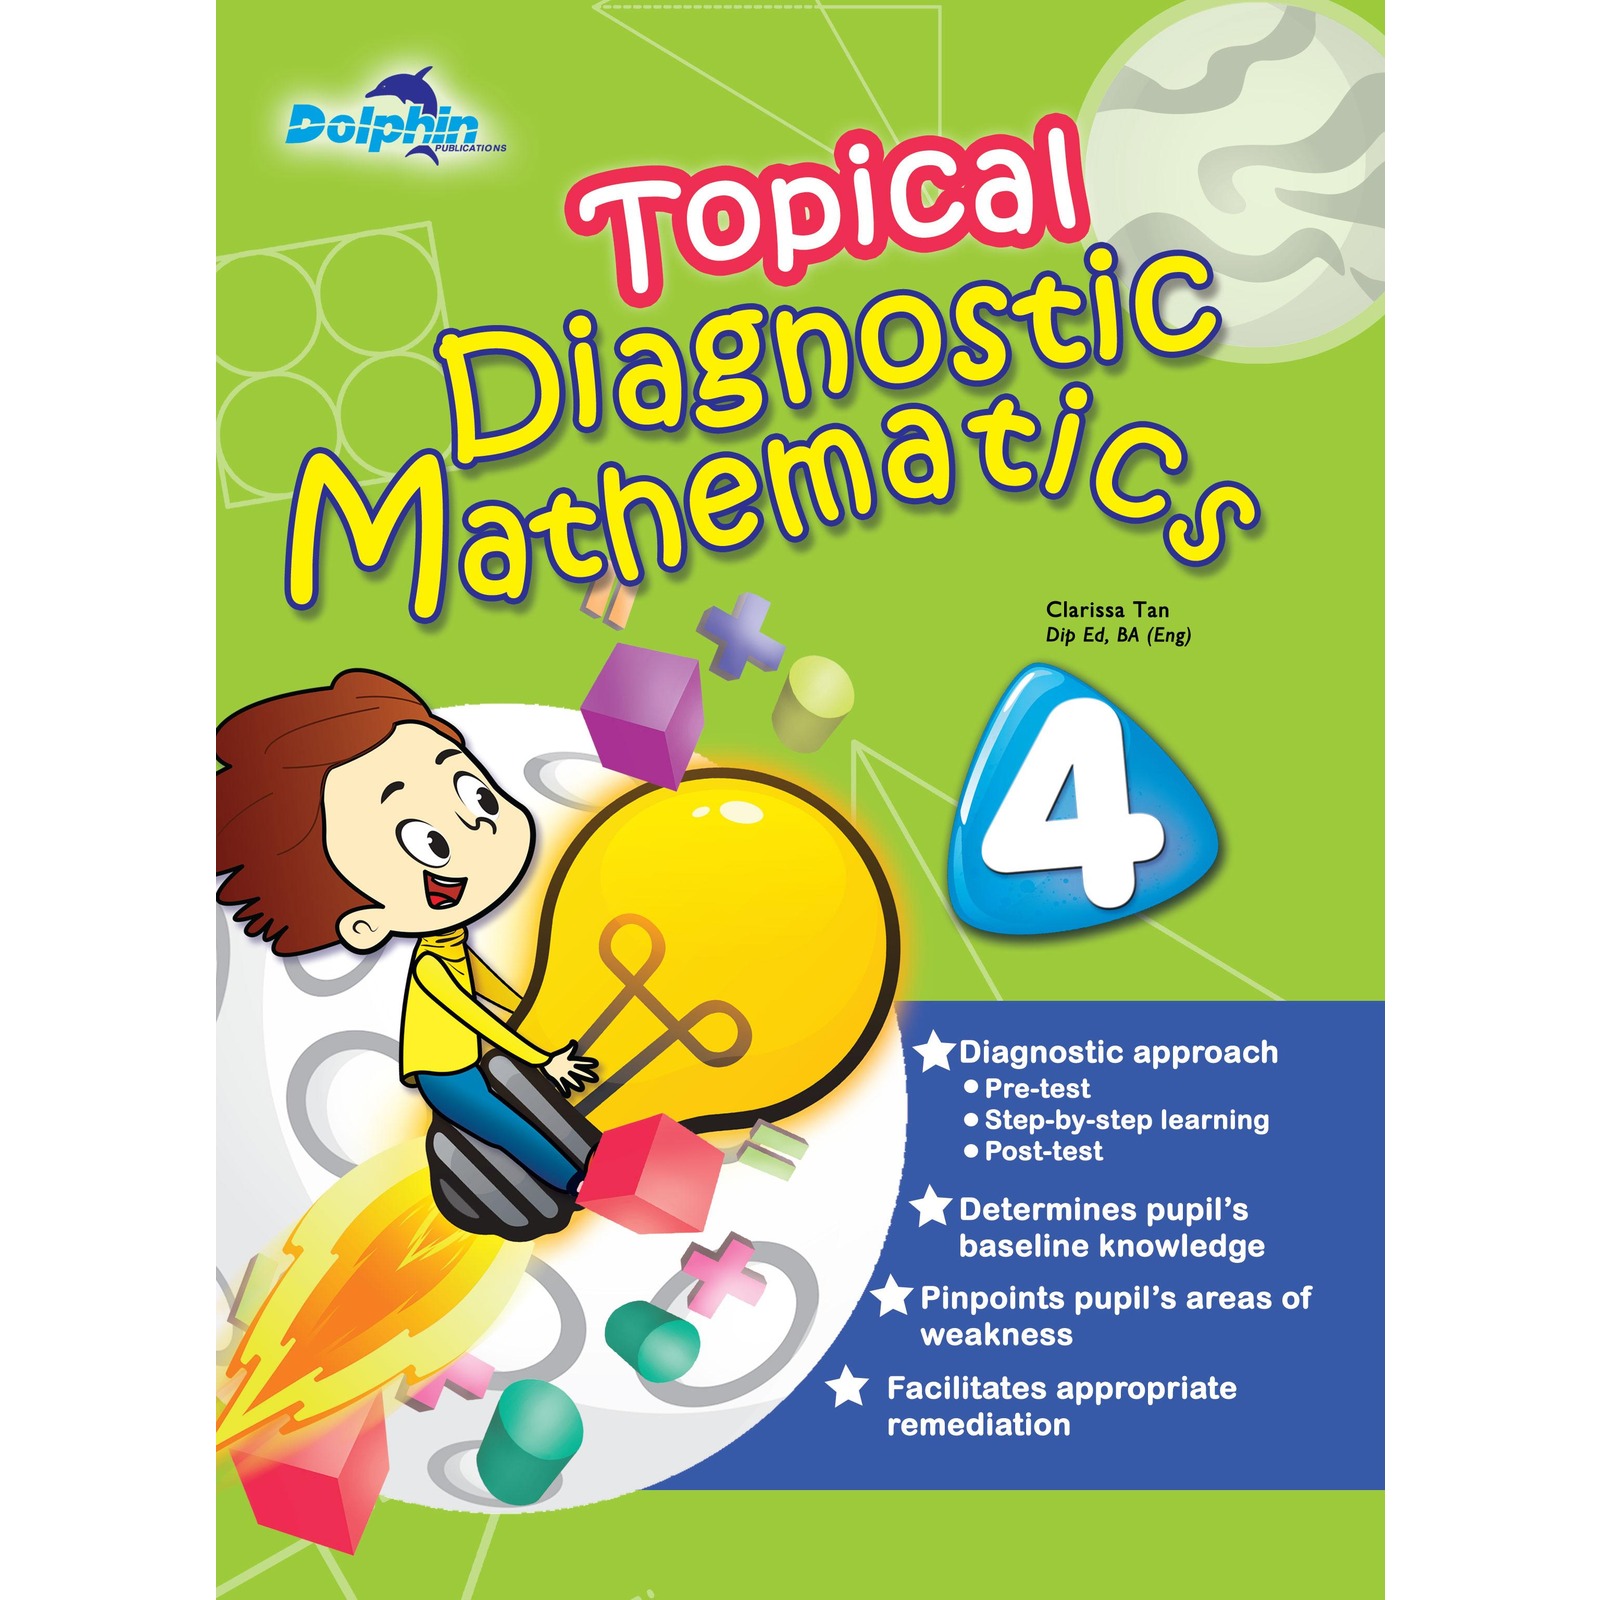 Dolphin
PUBLICATIONS
Topical
Diagnostic
Mathematics
Clarissa Tan
Dip Ed, BA (Eng)
4
Diagnostic approach
• Pre-test
• Step-by-step learning
• Post-test
Determines pupil's
baseline knowledge
Pinpoints pupil's areas of
weakness
Facilitates appropriate
remediation